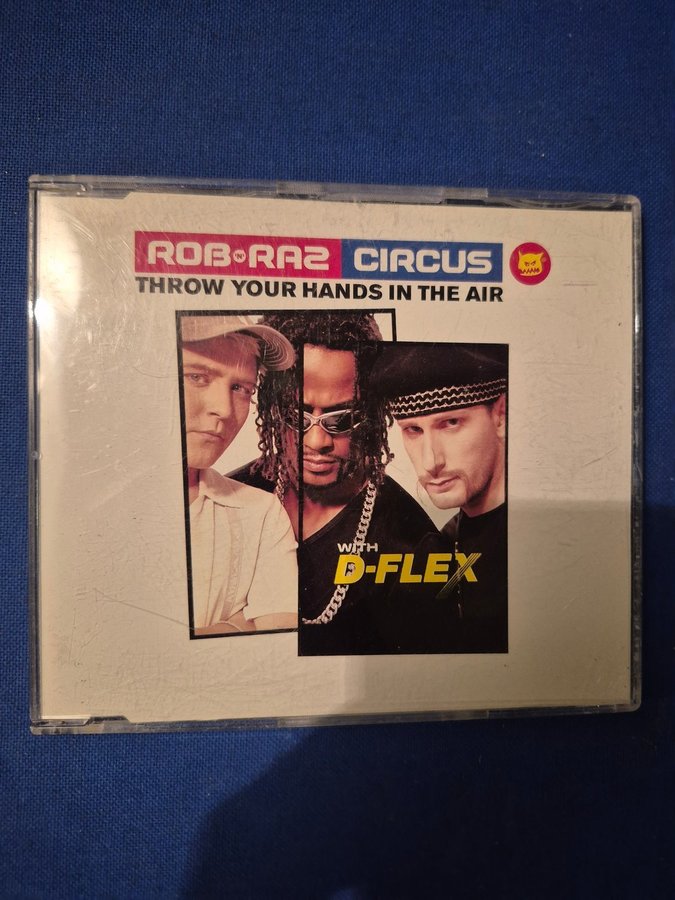 ROB N' RAZ CIRCUS
THROW YOUR HANDS IN THE AIR
WITH
D-FLEX